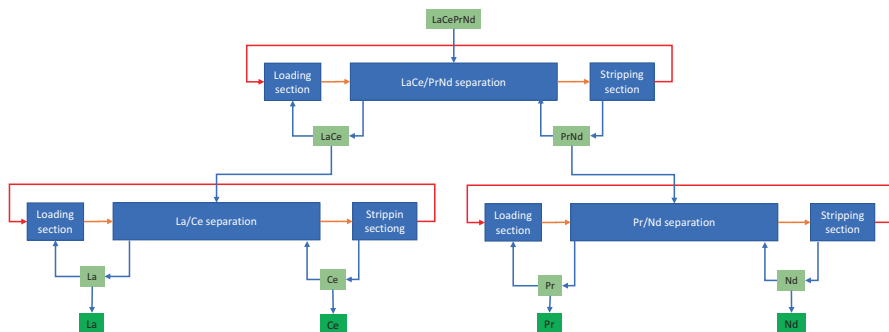 LaCePrNd
Loading
section
LaCe/PrNd separation
Stripping
section
LaCe
PrNd
Loading
section
La/Ce separation
Strippin
sectiong
Loading
section
Pr/Nd separation
Stripping
section
La
Ce
Pr
Nd
La
Ce
Pr
Nd